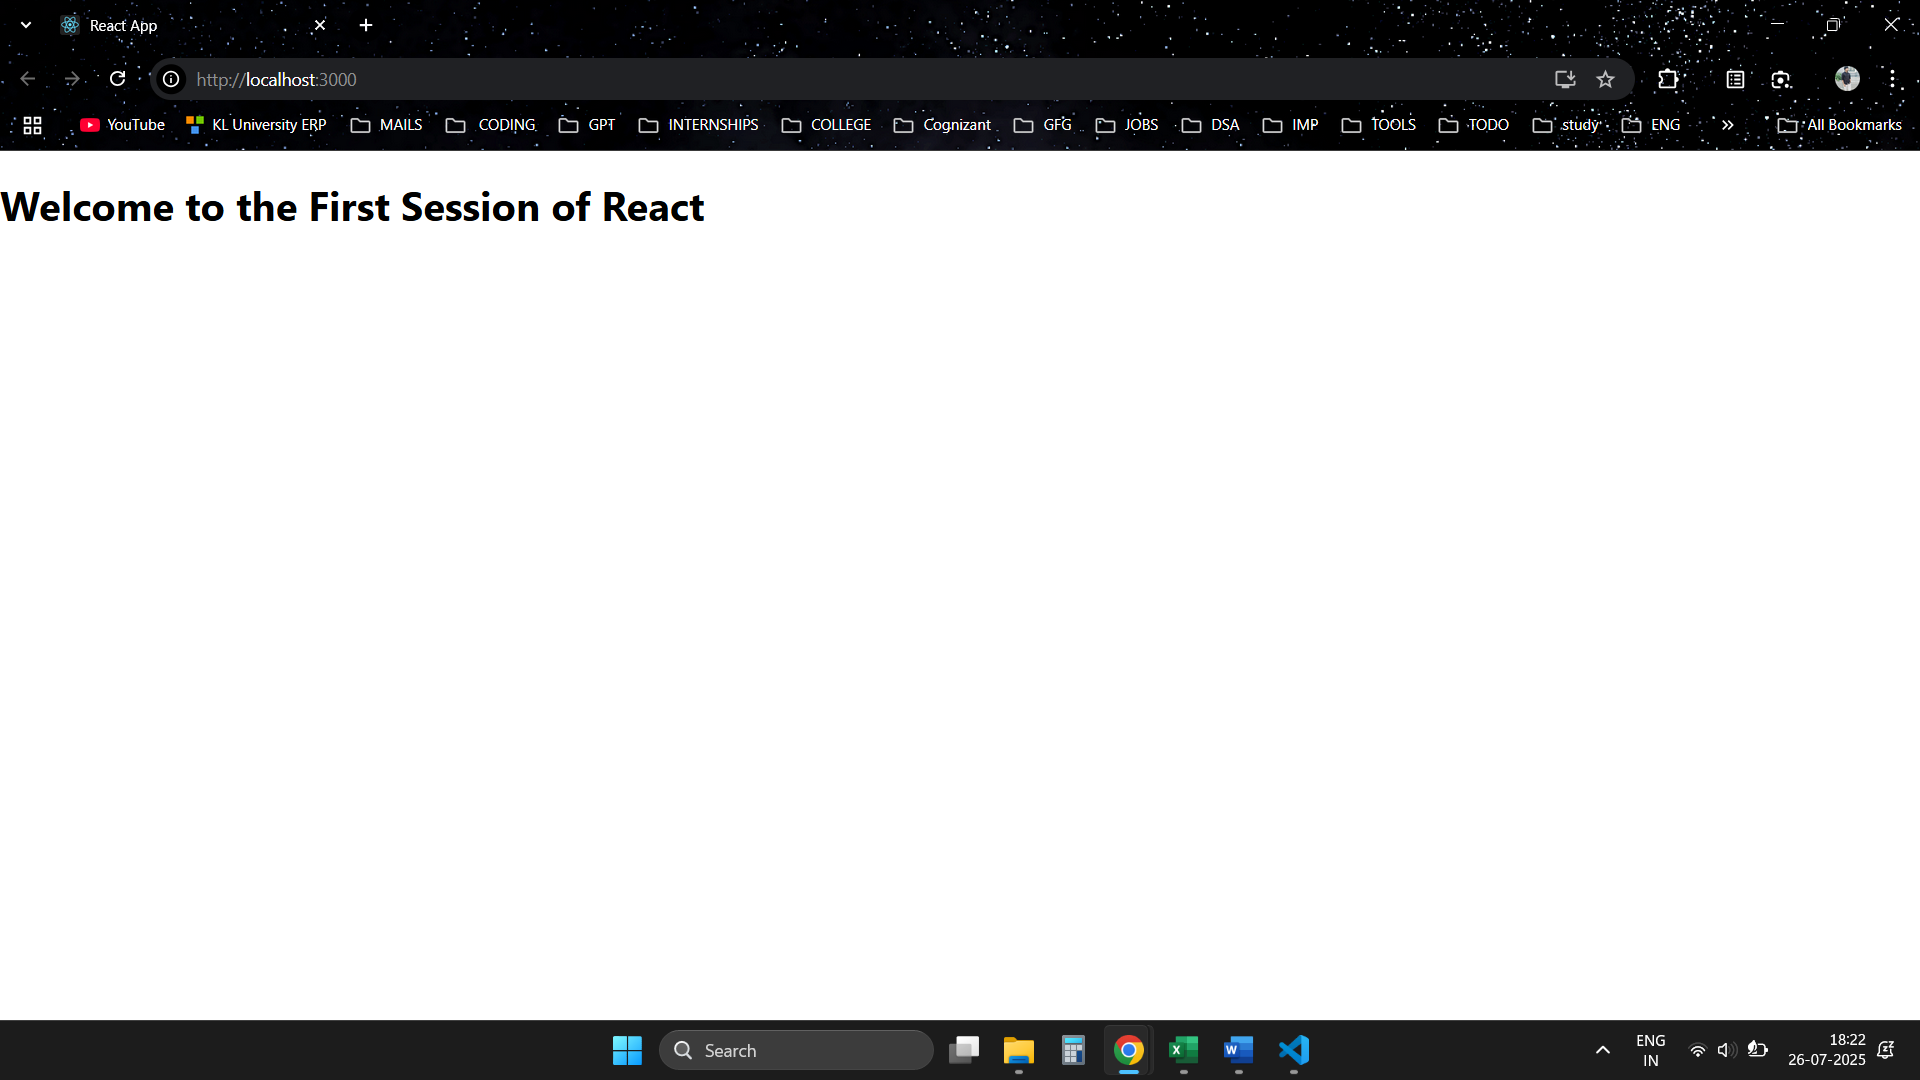 React App
http://localhost:3000
YouTube KL University ERP MAILS CODING GPT INTERNSHIPS COLLEGE Cognizant GFG JOBS DSA IMP TOOLS TODO study ENG All Bookmarks
Welcome to the First Session of React
Search
ENG
IN
18:22
26-07-2025